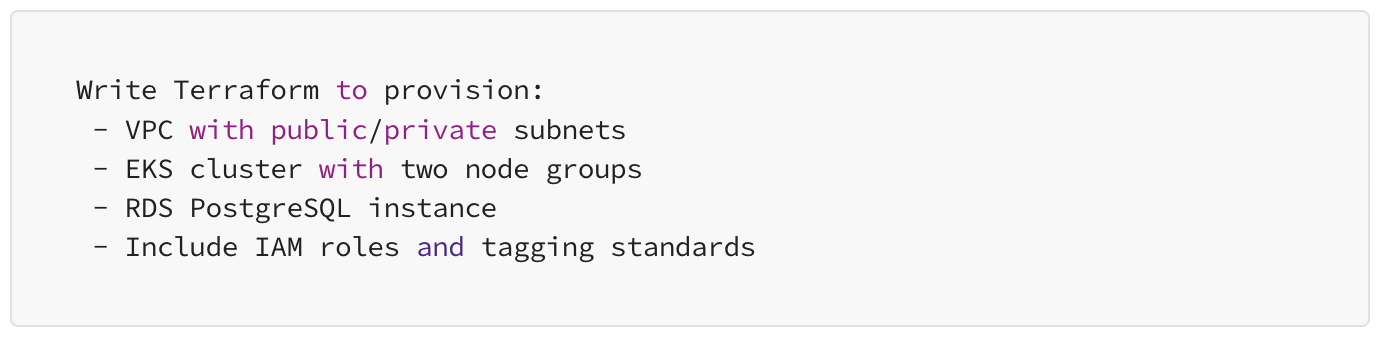 Write Terraform to provision:
- VPC with public/private subnets
- EKS cluster with two node groups
- RDS PostgreSQL instance
- Include IAM roles and tagging standards